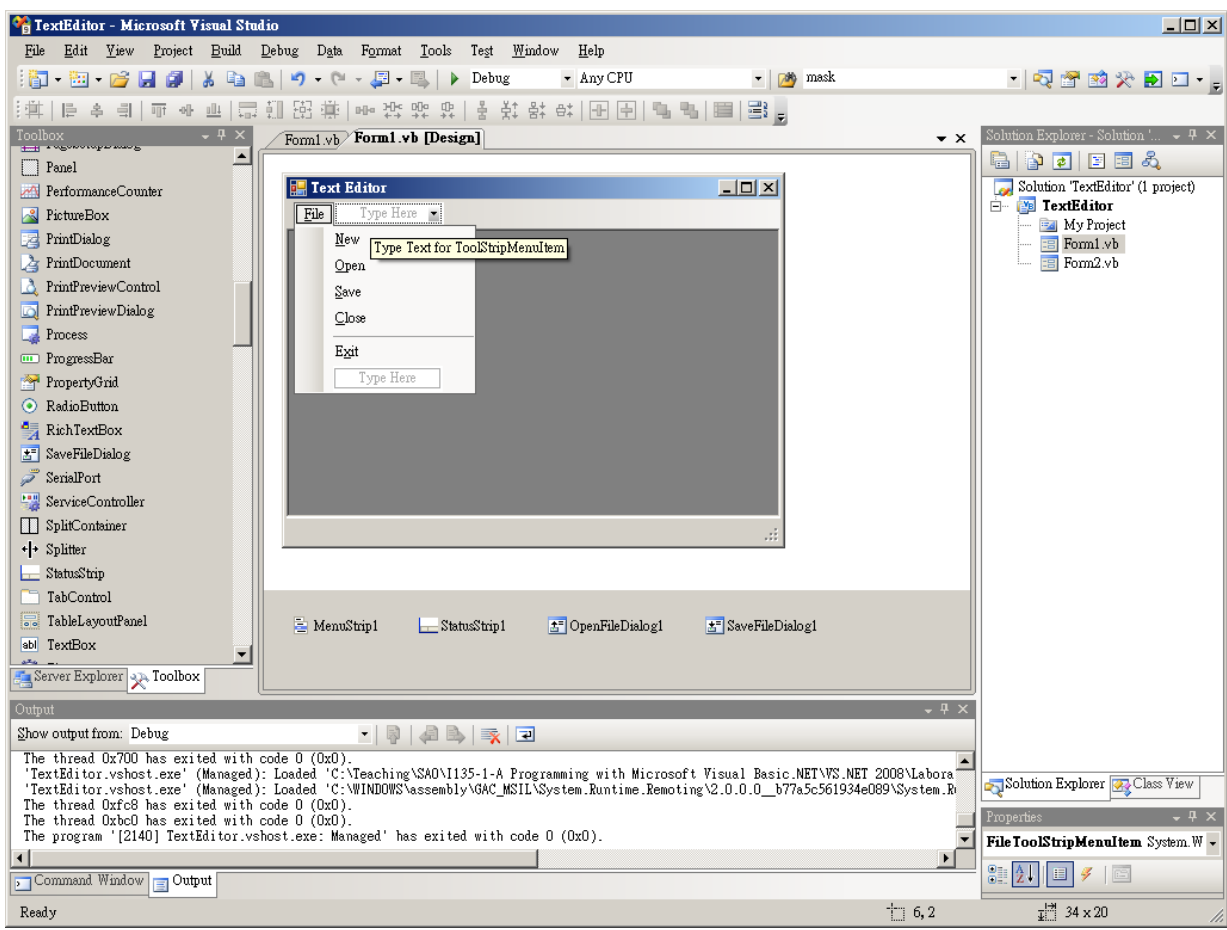 TextEditor - Microsoft Visual Studio
File Edit View Project Build Debug Data Format Tools Test Window Help
Debug Any CPU mask
Toolbox
Form1.vb Form1.vb [Design]
Solution Explorer - Solution '...
Panel
PerformanceCounter
PictureBox
PrintDialog
PrintDocument
PrintPreviewControl
PrintPreviewDialog
Process
ProgressBar
PropertyGrid
RadioButton
RichTextBox
SaveFileDialog
SerialPort
ServiceController
SplitContainer
Splitter
StatusStrip
TabControl
TableLayoutPanel
TextBox
Server Explorer Toolbox
Text Editor
File Type Here
New
Type Text for ToolStripMenuItem
Open
Save
Close
Exit
Type Here
MenuStrip1 StatusStrip1 OpenFileDialog1 SaveFileDialog1
Solution 'TextEditor' (1 project)
TextEditor
My Project
Form1.vb
Form2.vb
Solution Explorer Class View
Output
Show output from: Debug
The thread 0x700 has exited with code 0 (0x0).
'TextEditor.vshost.exe' (Managed): Loaded 'C:\Teaching\SAO\I135-1-A Programming with Microsoft Visual Basic.NET\VS.NET 2008\Labora
'TextEditor.vshost.exe' (Managed): Loaded 'C:\WINDOWS\assembly\GAC_MSIL\System.Runtime.Remoting\2.0.0.0__b77a5c561934e089\System.R
The thread 0xfc8 has exited with code 0 (0x0).
The thread 0xbc0 has exited with code 0 (0x0).
The program '[2140] TextEditor.vshost.exe: Managed' has exited with code 0 (0x0).
Command Window Output
Properties
FileToolStripMenuItem System.W
Ready 6, 2 34 x 20